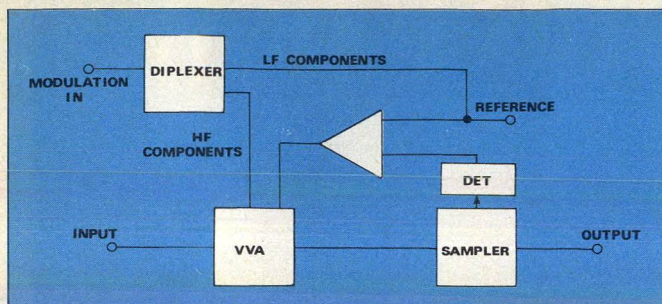 LF COMPONENTS
DIPLEXER
MODULATION
IN
REFERENCE
HF
COMPONENTS
DET
INPUT
VVA
SAMPLER
OUTPUT